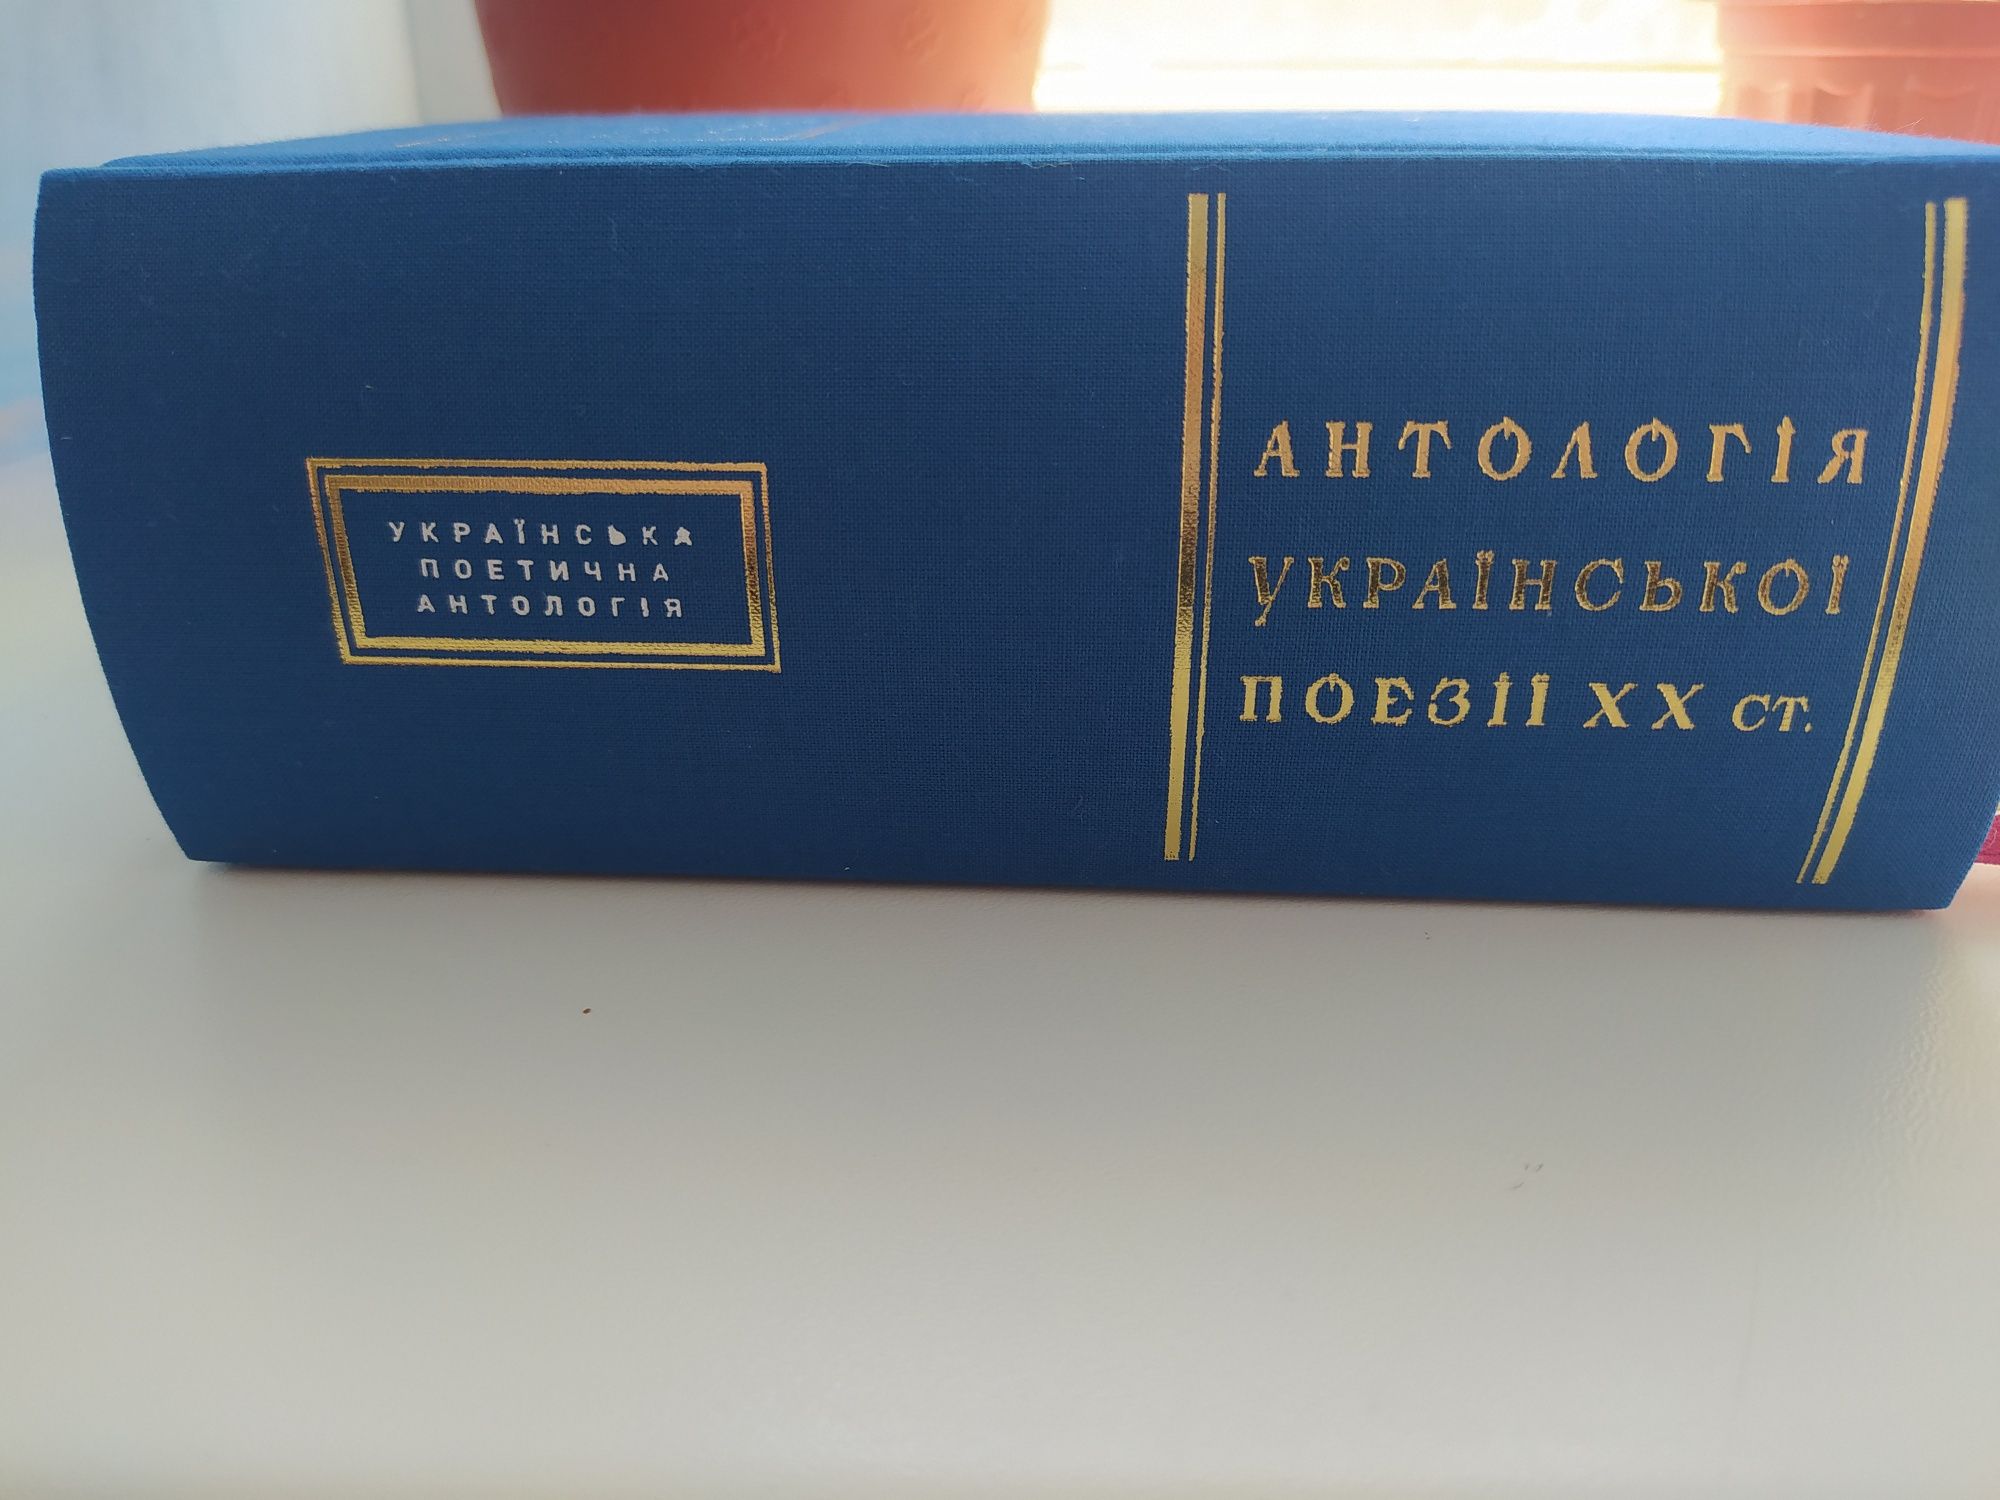 УКРАЇНСЬКА
ПОЕТИЧНА
АНТОЛОГІЯ
АНТОЛОГІЯ
УКРАЇНСЬКОЇ
ПОЕЗІЇ XX СТ.